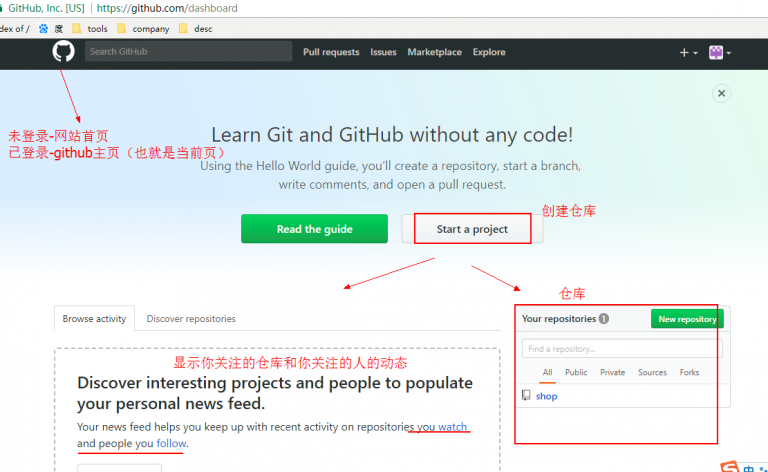 GitHub, Inc. [US] | https://github.com/dashboard
dex of / 度 tools company desc
Search GitHub Pull requests Issues Marketplace Explore
未登录-网站首页
已登录-github主页（也就是当前页）
Learn Git and GitHub without any code!
Using the Hello World guide, you’ll create a repository, start a branch,
write comments, and open a pull request.
创建仓库
Read the guide Start a project
仓库
Browse activity Discover repositories
Your repositories 1 New repository
Find a repository...
All Public Private Sources Forks
shop
显示你关注的仓库和你关注的人的动态
Discover interesting projects and people to populate
your personal news feed.
Your news feed helps you keep up with recent activity on repositories you watch
and people you follow.
中